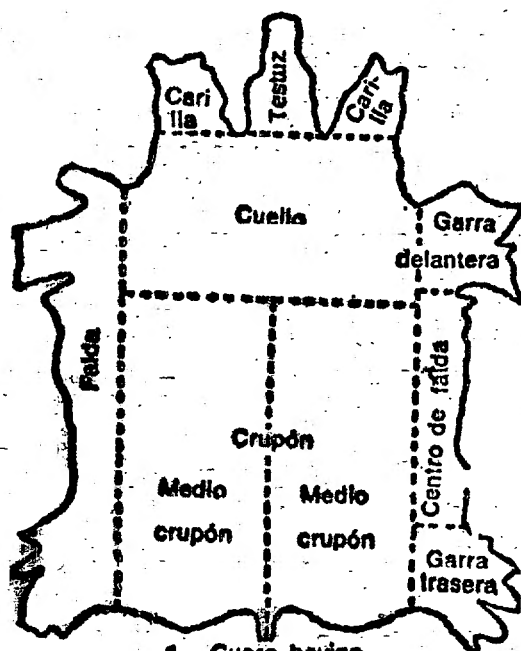 Cari
lla
Testuz
Cari-
lla
Cuello
Garra
delantera
Falda
Centro de falda
Crupón
Medio
crupón
Medio
crupón
Garra
trasera
1. Cuero bovino